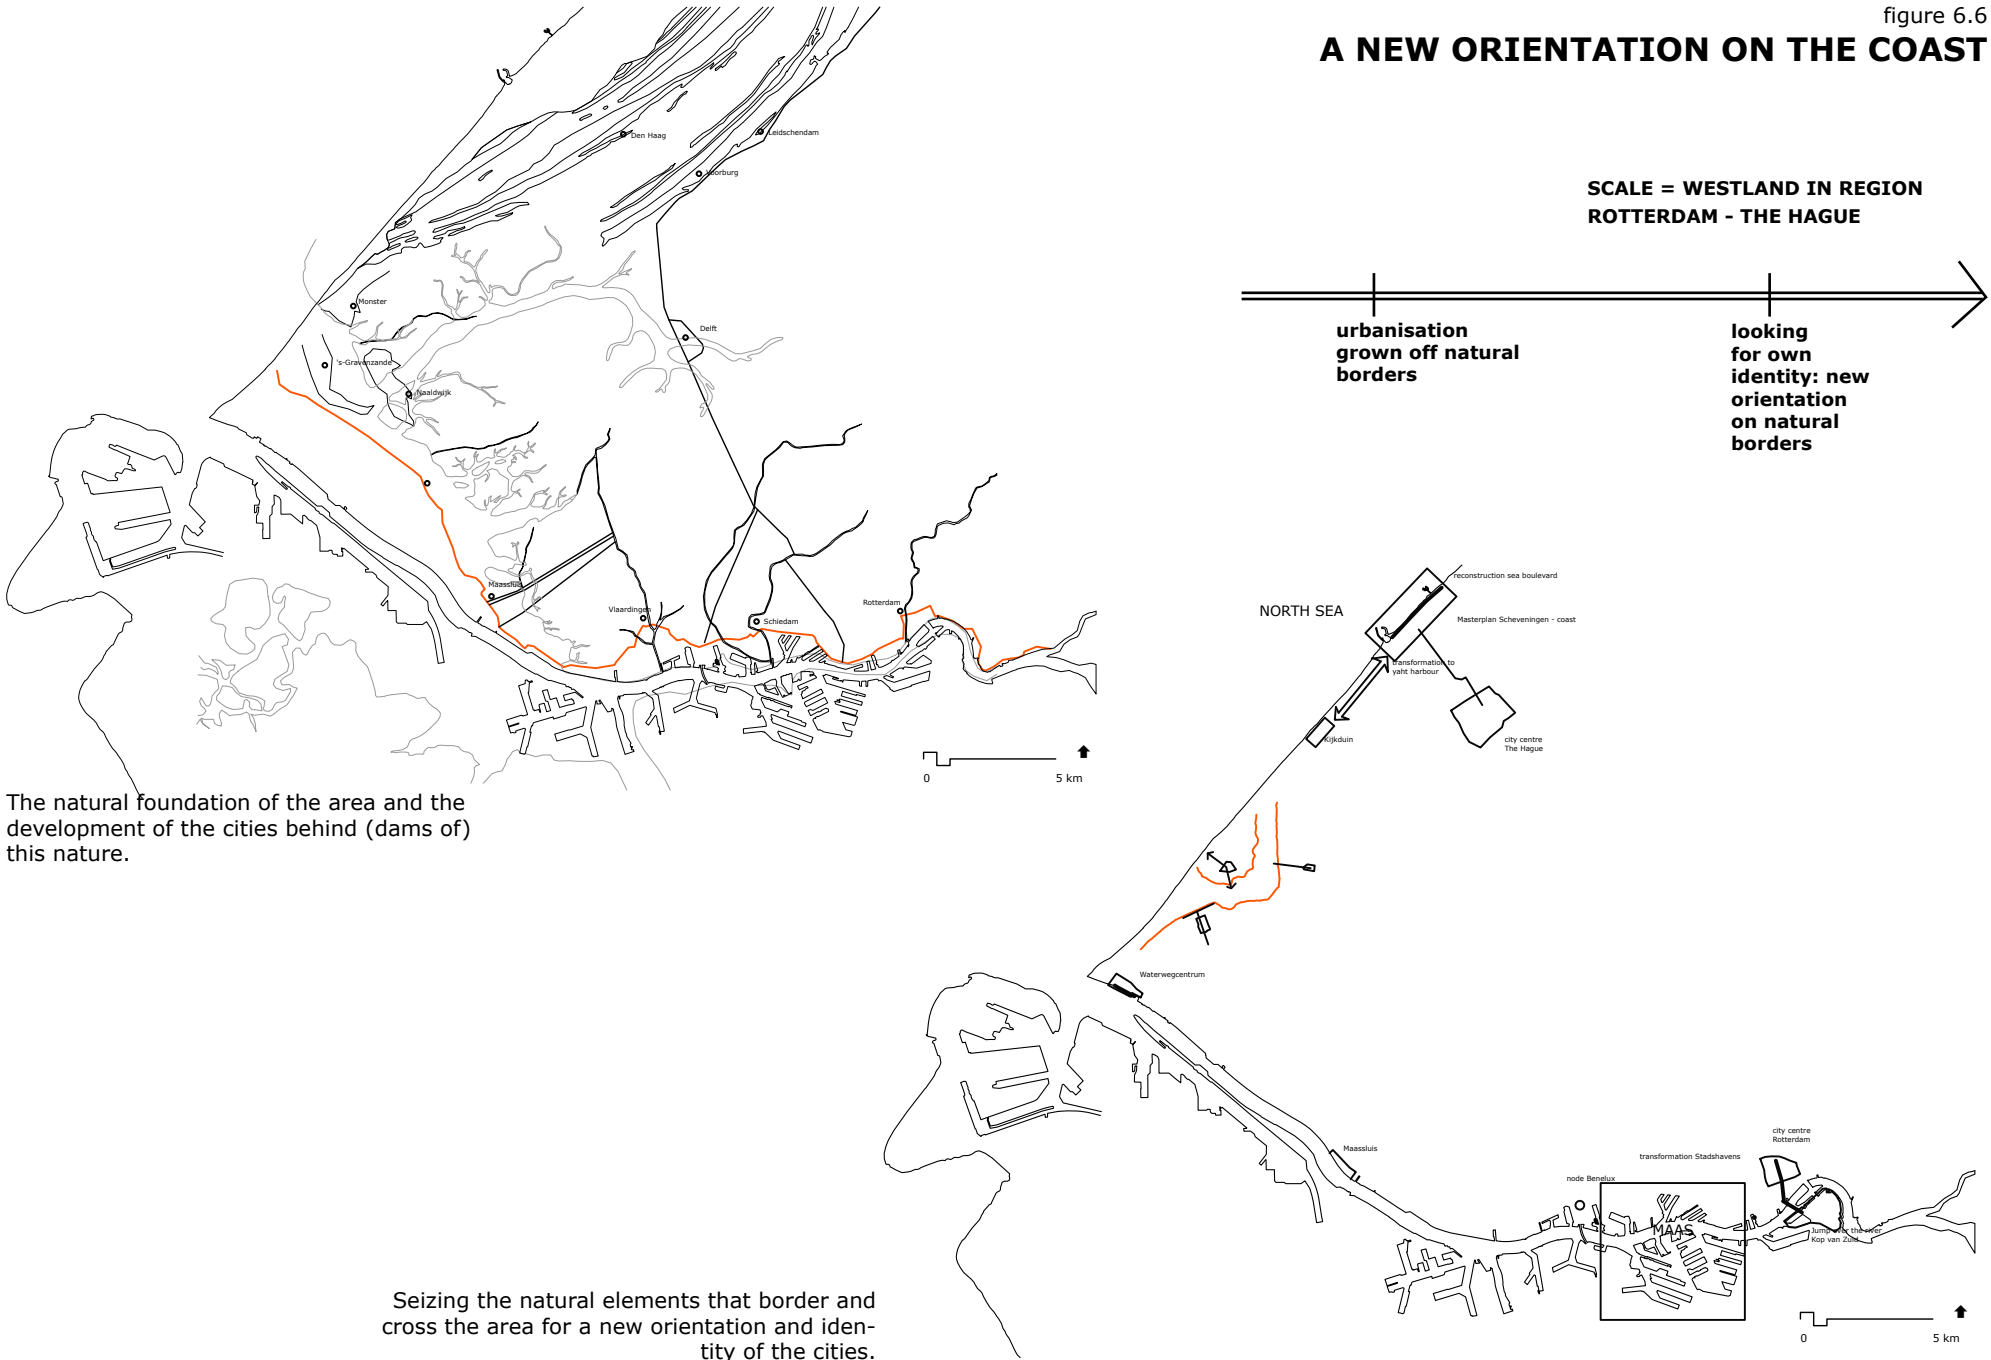 figure 6.6
A NEW ORIENTATION ON THE COAST
SCALE = WESTLAND IN REGION
ROTTERDAM - THE HAGUE
urbanisation
grown off natural
borders
looking
for own
identity: new
orientation
on natural
borders
Den Haag
Leidschendam
Voorburg
Monster
Delft
's-Gravenzande
Naaldwijk
Maassluis
Vlaardingen
Schiedam
Rotterdam
0
5 km
The natural foundation of the area and the
development of the cities behind (dams of)
this nature.
NORTH SEA
reconstruction sea boulevard
Masterplan Scheveningen - coast
transformation to
yaht harbour
Kijkduin
city centre
The Hague
Waterwegcentrum
Maassluis
city centre
Rotterdam
transformation Stadshavens
node Benelux
MAAS
Jump over the river
Kop van Zuid
0
5 km
Seizing the natural elements that border and
cross the area for a new orientation and iden-
tity of the cities.